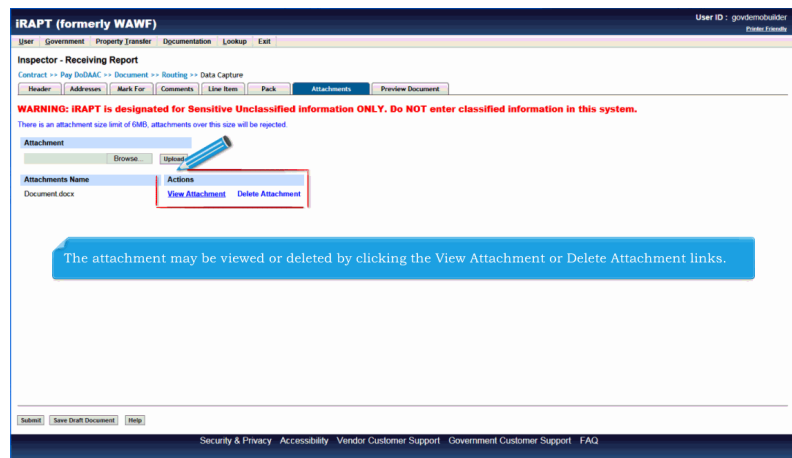 iRAPT (formerly WAWF)
User ID : govdemobuilder
Printer Friendly
User Government Property Transfer Documentation Lookup Exit
Inspector - Receiving Report
Contract >> Pay DoDAAC >> Document >> Routing >> Data Capture
Header Addresses Mark For Comments Line Item Pack Attachments Preview Document
WARNING: iRAPT is designated for Sensitive Unclassified information ONLY. Do NOT enter classified information in this system.
There is an attachment size limit of 6MB, attachments over this size will be rejected.
Attachment
Browse... Upload
Attachments Name Actions
Document.docx View Attachment Delete Attachment
The attachment may be viewed or deleted by clicking the View Attachment or Delete Attachment links.
Submit Save Draft Document Help
Security & Privacy Accessibility Vendor Customer Support Government Customer Support FAQ